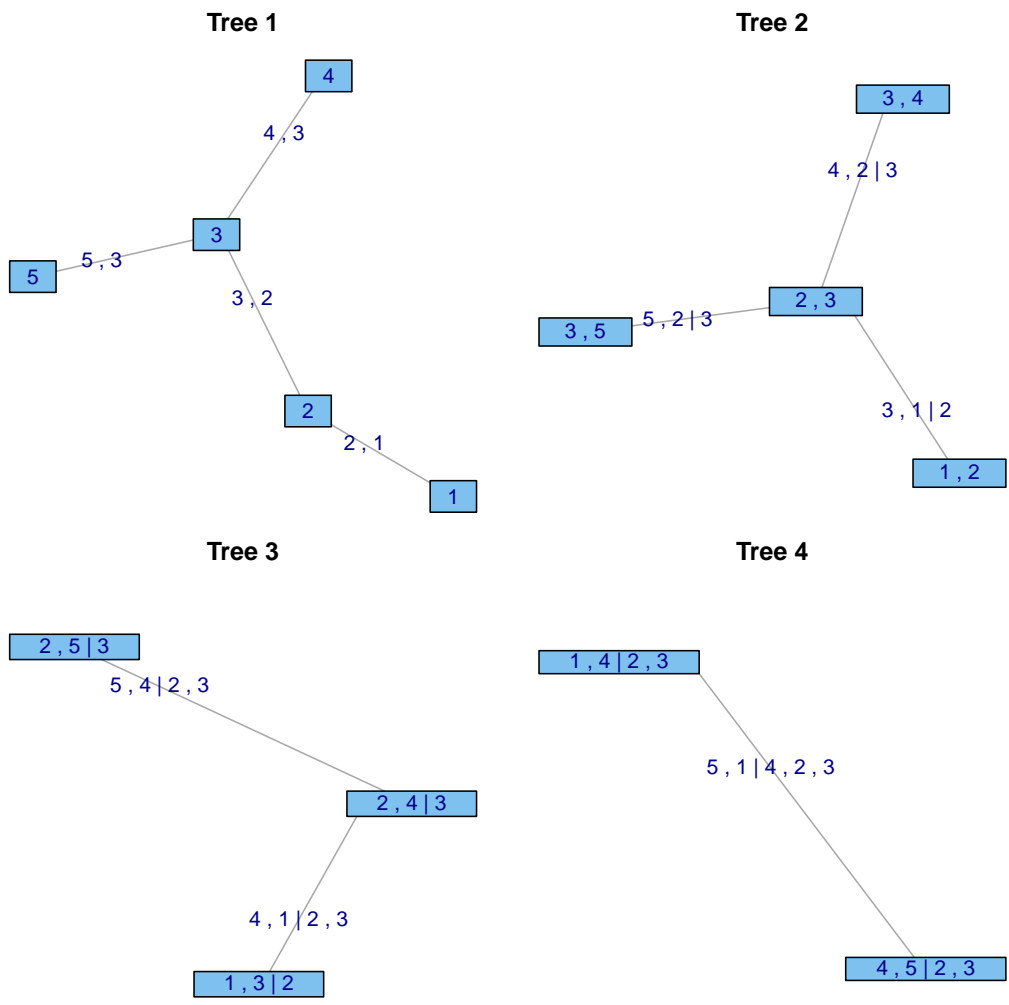 Tree 1
4
4 , 3
3
5 , 3
5
3 , 2
2
2 , 1
1
Tree 2
3 , 4
4 , 2 | 3
2 , 3
5 , 2 | 3
3 , 5
3 , 1 | 2
1 , 2
Tree 3
2 , 5 | 3
5 , 4 | 2 , 3
2 , 4 | 3
4 , 1 | 2 , 3
1 , 3 | 2
Tree 4
1 , 4 | 2 , 3
5 , 1 | 4 , 2 , 3
4 , 5 | 2 , 3